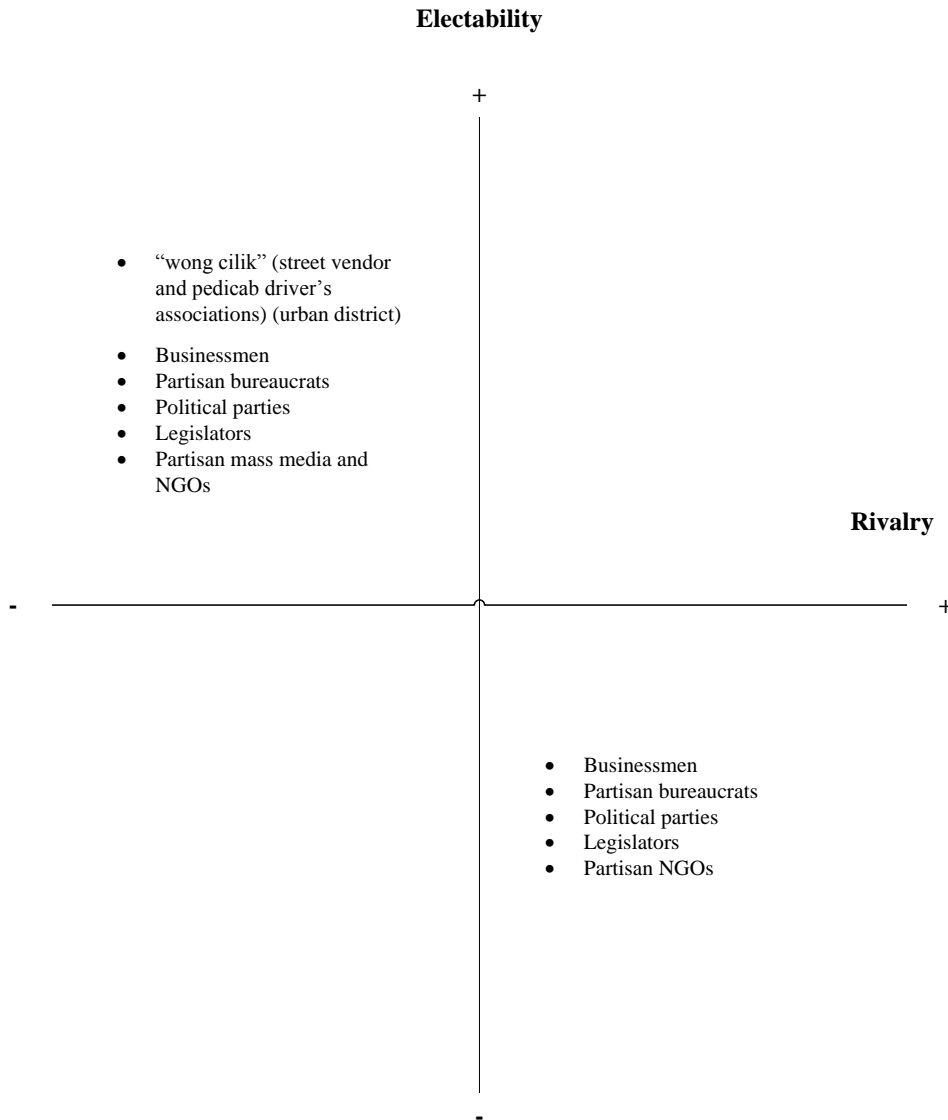 Electability
+
• “wong cilik” (street vendor
and pedicab driver’s
associations) (urban district)
• Businessmen
• Partisan bureaucrats
• Political parties
• Legislators
• Partisan mass media and
NGOs
Rivalry
-
+
• Businessmen
• Partisan bureaucrats
• Political parties
• Legislators
• Partisan NGOs
-